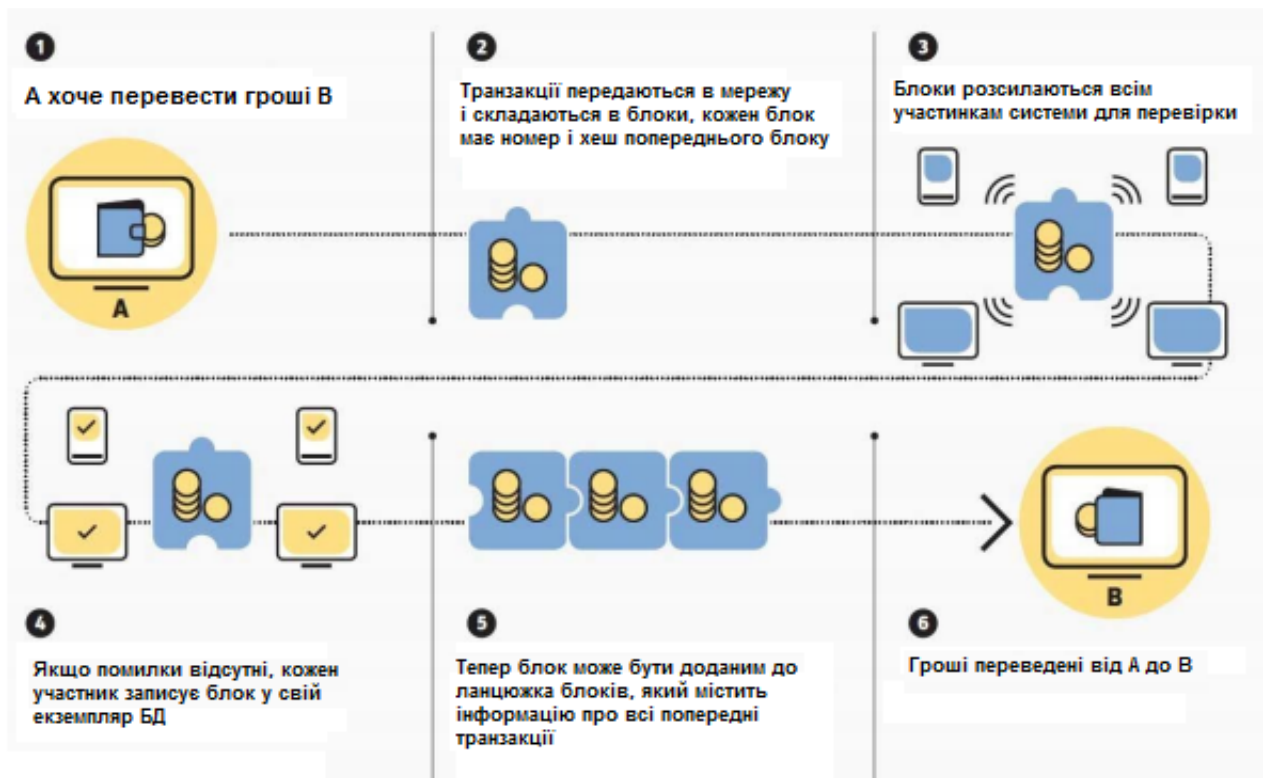 1
А хоче перевести гроші В
А
2
Транзакції передаються в мережу
і складаються в блоки, кожен блок
має номер і хеш попереднього блоку
3
Блоки розсилаються всім
участинкам системи для перевірки
4
Якщо помилки відсутні, кожен
участник записує блок у свій
екземпляр БД
5
Тепер блок може бути доданим до
ланцюжка блоків, який містить
інформацію про всі попередні
транзакції
В
6
Гроші переведені від А до В